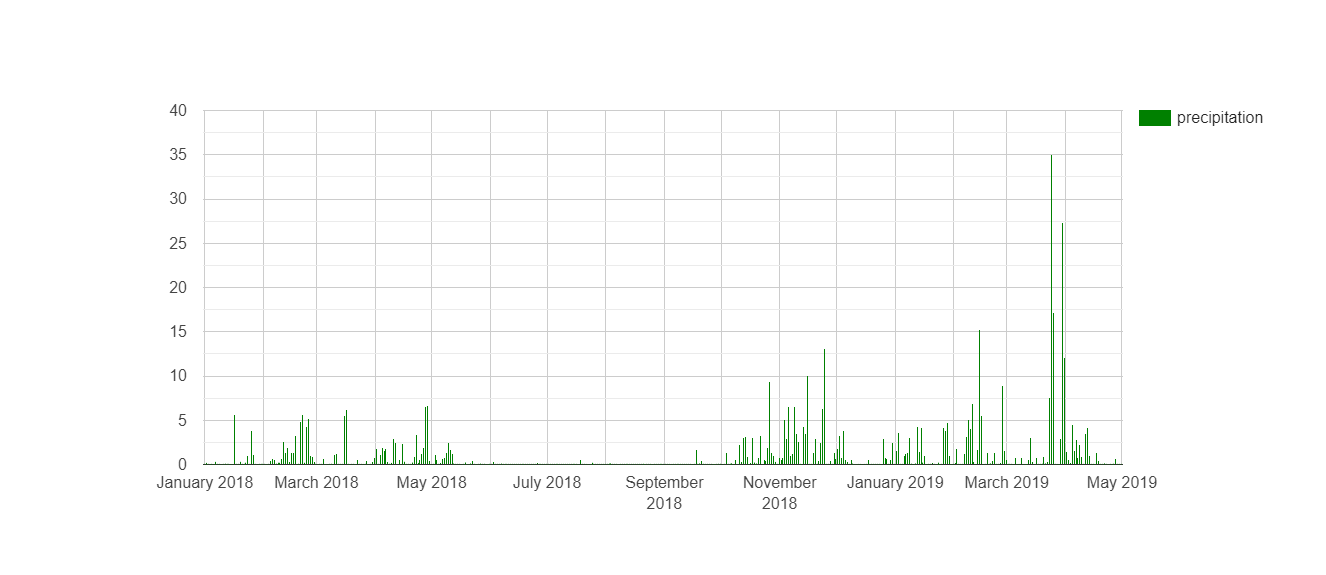 40
precipitation
35
30
25
20
15
10
5
0
January 2018
March 2018
May 2018
July 2018
September
2018
November
2018
January 2019
March 2019
May 2019